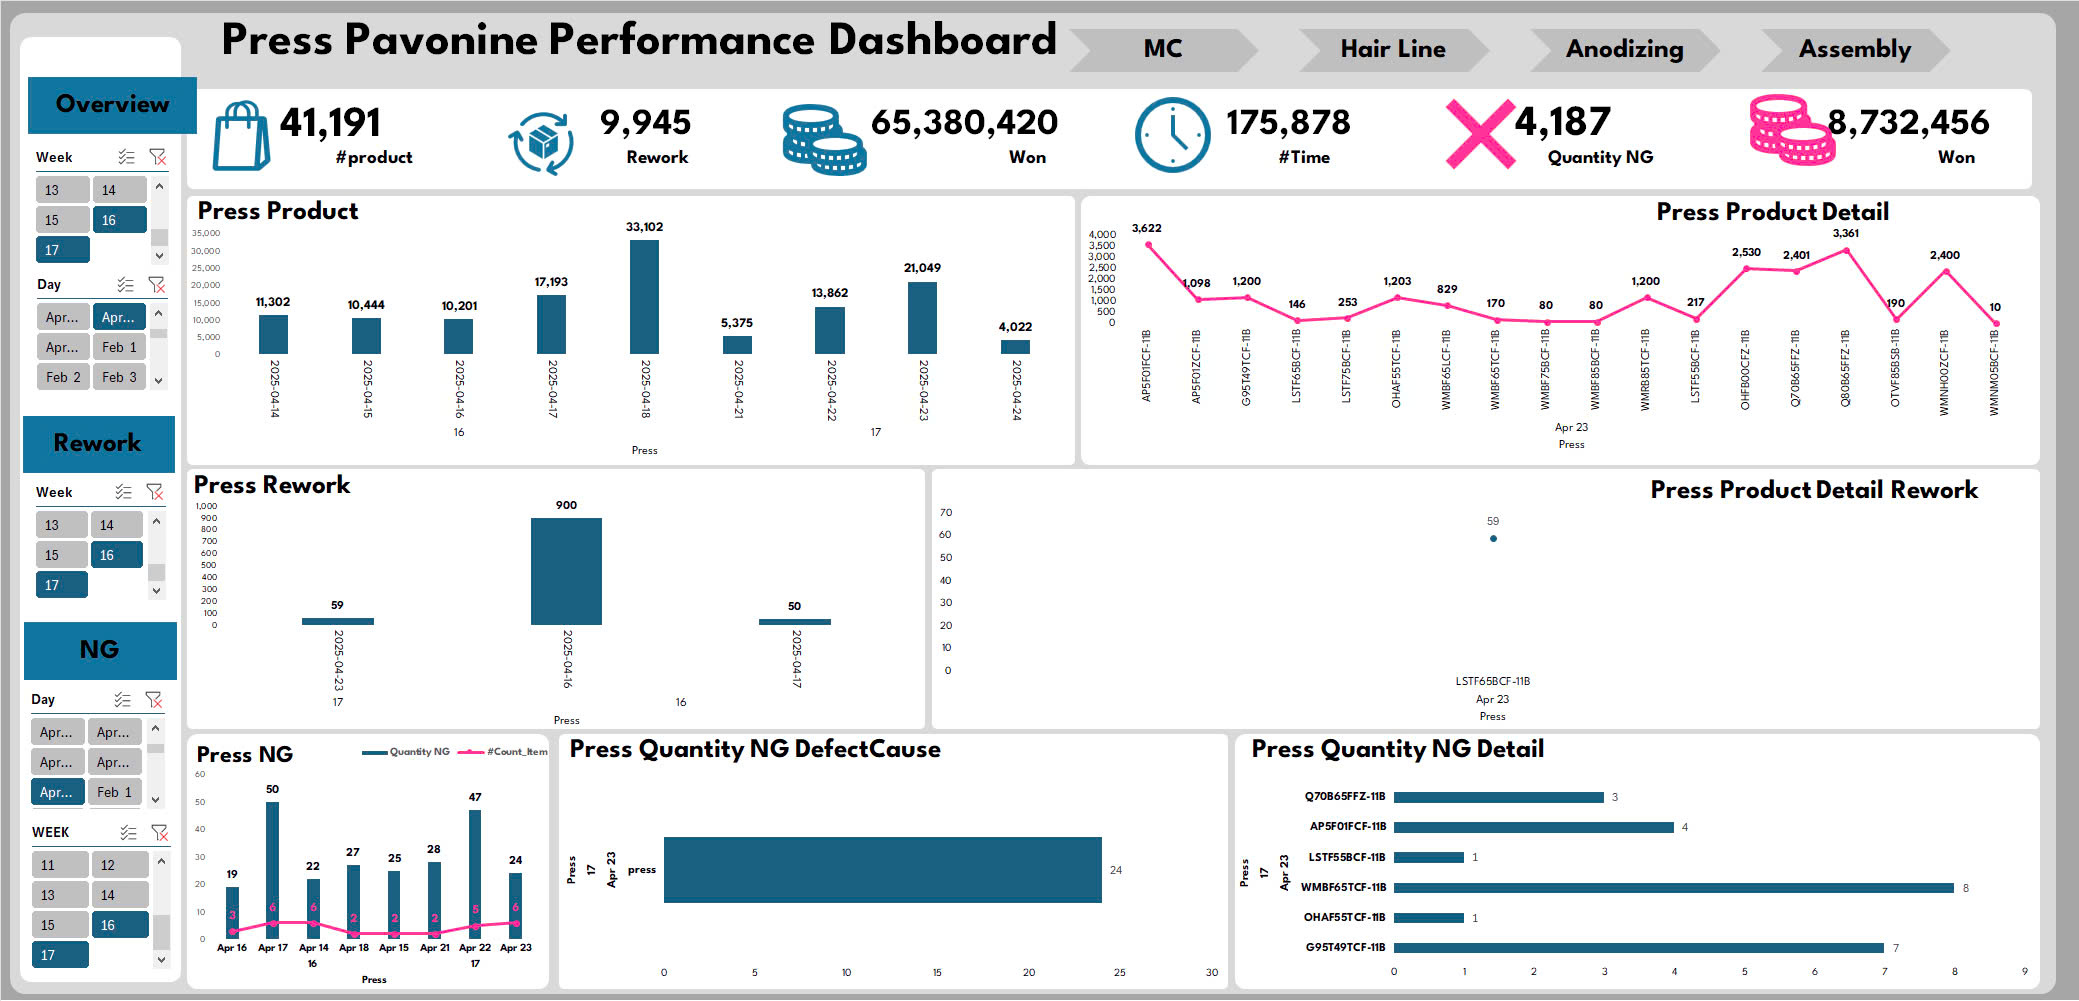 Press Pavonine Performance Dashboard
MC
Hair Line
Anodizing
Assembly
Overview
41,191
#product
9,945
Rework
65,380,420
Won
175,878
#Time
4,187
Quantity NG
8,732,456
Won
Week
13
14
15
16
17
Day
Apr...
Apr...
Apr...
Feb 1
Feb 2
Feb 3
Rework
Week
13
14
15
16
17
NG
Day
Apr...
Apr...
Apr...
Apr...
Apr...
Feb 1
WEEK
11
12
13
14
15
16
17
Press Product
35,000
30,000
25,000
20,000
15,000
10,000
5,000
0
11,302
10,444
10,201
17,193
33,102
5,375
13,862
21,049
4,022
2025-04-14
2025-04-15
2025-04-16
2025-04-17
2025-04-18
2025-04-21
2025-04-22
2025-04-23
2025-04-24
16
17
Press
Press Product Detail
4,000
3,500
3,000
2,500
2,000
1,500
1,000
500
0
3,622
1,098
1,200
146
253
1,203
829
170
80
80
1,200
217
2,530
2,401
3,361
190
2,400
10
AP5F01FCF-11B
AP5F01ZCF-11B
G95T49TCF-11B
LSTF65BCF-11B
LSTF75BCF-11B
OHAF55TCF-11B
WMBF05LCF-11B
WMBF65TCF-11B
WMBF75BCF-11B
WMBF85BCF-11B
WMRB85TCF-11B
LSTF55BCF-11B
OHFB00CFZ-11B
Q70B65FFZ-11B
Q80B65FFZ-11B
OTVF85BSB-11B
WMNH00ZCF-11B
WMNM05BCF-11B
Apr 23
Press
Press Rework
1,000
900
800
700
600
500
400
300
200
100
0
59
900
50
2025-04-23
2025-04-16
2025-04-17
17
16
Press
Press Product Detail Rework
70
60
50
40
30
20
10
0
59
LSTF65BCF-11B
Apr 23
Press
Press NG
Quantity NG
#Count_Item
60
50
40
30
20
10
0
19
50
22
27
25
28
47
24
3
6
6
2
2
2
5
6
Apr 16
Apr 17
Apr 14
Apr 18
Apr 15
Apr 21
Apr 22
Apr 23
16
17
Press
Press Quantity NG DefectCause
Press
17
Apr 23
press
24
0
5
10
15
20
25
30
Press Quantity NG Detail
Press
17
Apr 23
Q70B65FFZ-11B
3
AP5F01FCF-11B
4
LSTF55BCF-11B
1
WMBF65TCF-11B
8
OHAF55TCF-11B
1
G95T49TCF-11B
7
0
1
2
3
4
5
6
7
8
9